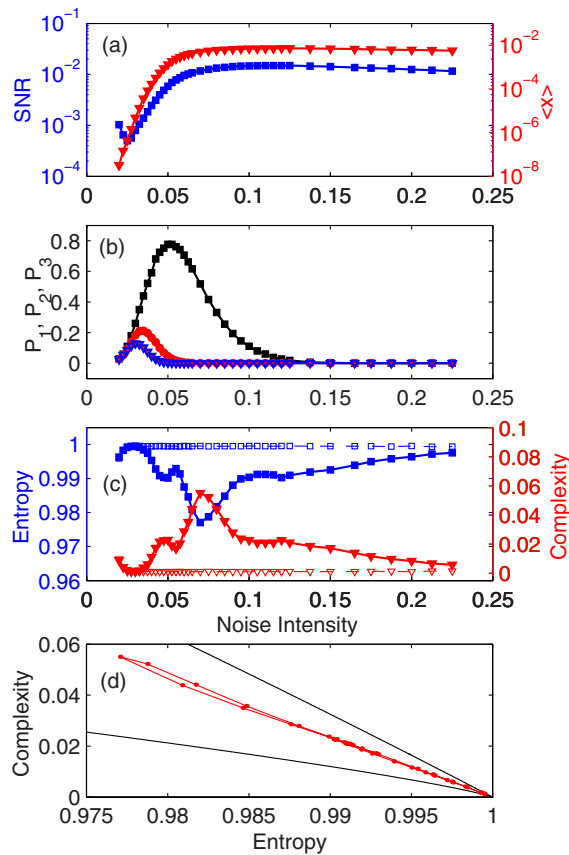 (a)
SNR
10^-1
10^-2
10^-3
10^-4
10^-2
10^-4
10^-6
10^-8
<x>
0 0.05 0.1 0.15 0.2 0.25
(b)
P_1, P_2, P_3
0.8
0.6
0.4
0.2
0
0 0.05 0.1 0.15 0.2 0.25
(c)
Entropy
1
0.99
0.98
0.97
0.96
0.1
0.08
0.06
0.04
0.02
0
Complexity
0 0.05 0.1 0.15 0.2 0.25
Noise Intensity
(d)
Complexity
0.06
0.04
0.02
0
0.975 0.98 0.985 0.99 0.995 1
Entropy